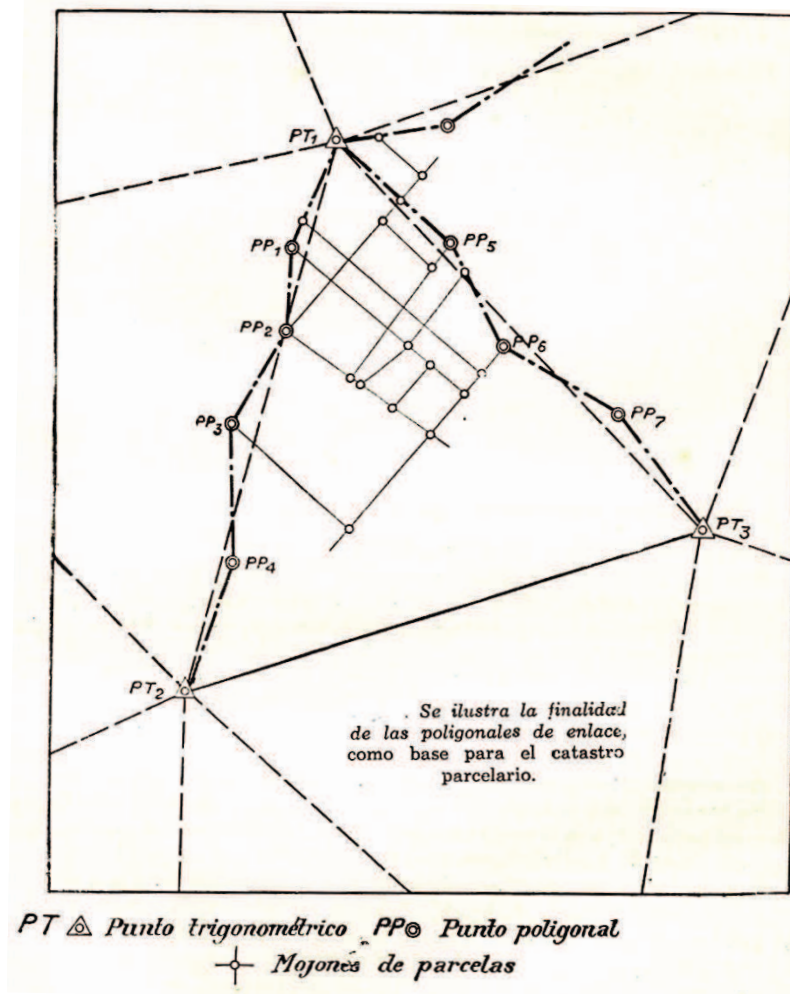 PT1
PP1
PP5
PP2
PP6
PP3
PP7
PT3
PP4
PT2
Se ilustra la finalidad
de las poligonales de enlace,
como base para el catastro
parcelario.
PT Punto trigonométrico PP Punto poligonal
Mojones de parcelas